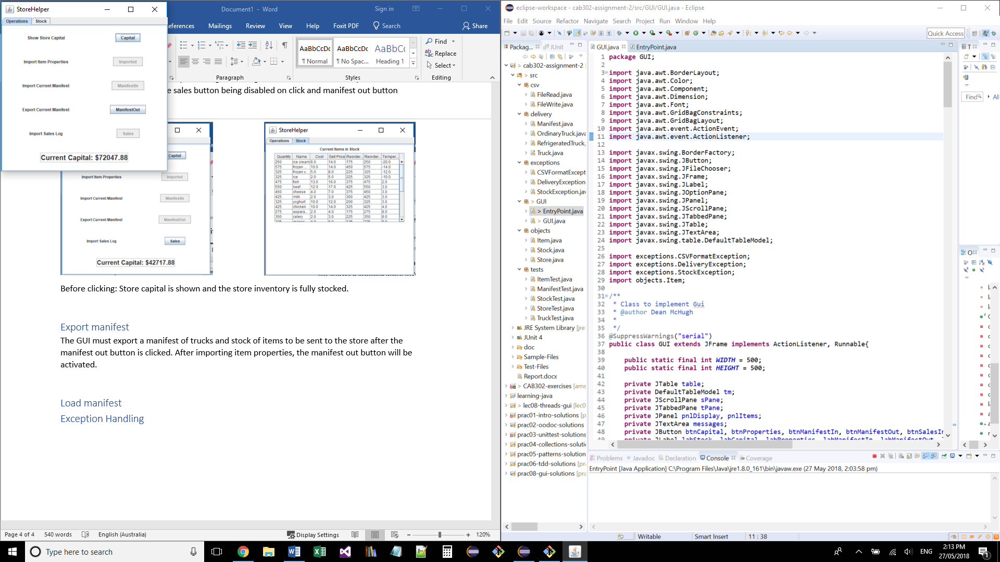 StoreHelper
Operations Stock
Show Store Capital Capital
Import Item Properties Imported
Import Current Manifest ManifestIn
Export Current Manifest ManifestOut
Import Sales Log Sales
Current Capital: $72047.88
Document1 - Word
Sign in
eferences Mailings Review View Help Foxit PDF Search Share
AaBbCcDc AaBbCcDc AaBbCc
¶ Normal ¶ No Spac... Heading 1
Find
Replace
Select
Paragraph Styles Editing
e sales button being disabled on click and manifest out button
Capital
Import Item Properties Imported
Import Current Manifest ManifestIn
Export Current Manifest ManifestOut
Import Sales Log Sales
Current Capital: $42717.88
StoreHelper
Operations Stock
Current Items in Stock
Quantity Name Cost Sell Price Reorder... Reorder... Temper...
250 ice cream 8.0 14.0 175 250 -20.0
575 frozen ... 10.0 14.0 450 575 -14.0
325 frozen v... 5.0 8.0 225 325 -12.0
325 ice 2.0 5.0 225 325 -10.0
475 fish 13.0 16.0 375 475 2.0
550 beef 12.0 17.0 425 550 3.0
450 cheese 4.0 7.0 375 450 3.0
425 milk 2.0 3.0 300 425 3.0
325 yoghurt 10.0 12.0 200 325 3.0
425 chicken 10.0 14.0 325 425 4.0
275 aspara... 2.0 4.0 175 275 8.0
350 celery 2.0 3.0 225 350 8.0
Before clicking: Store capital is shown and the store inventory is fully stocked.
Export manifest
The GUI must export a manifest of trucks and stock of items to be sent to the store after the
manifest out button is clicked. After importing item properties, the manifest out button will be
activated.
Load manifest
Exception Handling
Page 4 of 4 540 words English (Australia) Display Settings 120%
eclipse-workspace - cab302-assignment-2/src/GUI/GUI.java - Eclipse
File Edit Source Refactor Navigate Search Project Run Window Help
Quick Access
Packag... JUnit
cab302-assignment-2
> src
csv
FileRead.java
FileWrite.java
delivery
Manifest.java
OrdinaryTruck.java
RefrigeratedTruck.
Truck.java
exceptions
CSVFormatExcept
DeliveryException
StockException.jav
> GUI
> EntryPoint.java
> GUI.java
objects
Item.java
Stock.java
Store.java
tests
ItemTest.java
ManifestTest.java
StockTest.java
StoreTest.java
TruckTest.java
JRE System Library [jre
JUnit 4
doc
Sample-Files
Test-Files
Report.docx
> CAB302-exercises [ams
learning-java
> lec08-threads-gui [lec0
prac01-intro-solutions [p
prac02-oodoc-solutions
prac03-unittest-solutions
prac04-collections-soluti
prac05-patterns-solution
prac06-tdd-solutions [pr
prac08-gui-solutions [pra
GUI.java EntryPoint.java
1 package GUI;
2
3 import java.awt.BorderLayout;
4 import java.awt.Color;
5 import java.awt.Component;
6 import java.awt.Dimension;
7 import java.awt.Font;
8 import java.awt.GridBagConstraints;
9 import java.awt.GridBagLayout;
10 import java.awt.event.ActionEvent;
11 import java.awt.event.ActionListener;
12
13 import javax.swing.BorderFactory;
14 import javax.swing.JButton;
15 import javax.swing.JFileChooser;
16 import javax.swing.JFrame;
17 import javax.swing.JLabel;
18 import javax.swing.JOptionPane;
19 import javax.swing.JPanel;
20 import javax.swing.JScrollPane;
21 import javax.swing.JTabbedPane;
22 import javax.swing.JTable;
23 import javax.swing.JTextArea;
24 import javax.swing.table.DefaultTableModel;
25
26 import exceptions.CSVFormatException;
27 import exceptions.DeliveryException;
28 import exceptions.StockException;
29 import objects.Item;
30
31 /**
32 * Class to implement Gui
33 * @author Dean McHugh
34 *
35 */
36 @SuppressWarnings("serial")
37 public class GUI extends JFrame implements ActionListener, Runnable{
38
39 public static final int WIDTH = 500;
40 public static final int HEIGHT = 500;
41
42 private JTable table;
43 private DefaultTableModel tm;
44 private JScrollPane sPane;
45 private JTabbedPane tPane;
46 private JPanel pnlDisplay, pnlItems;
47 private JTextArea messages;
48 private JButton btnCapital, btnProperties, btnManifestIn, btnManifestOut, btnSalesIn
Find Al
Problems Javadoc Declaration Console Coverage
EntryPoint [Java Application] C:\Program Files\Java\jre1.8.0_161\bin\javaw.exe (27 May 2018, 2:03:58 pm)
Writable Smart Insert 11 : 38
Type here to search
ENG
2:13 PM
27/05/2018